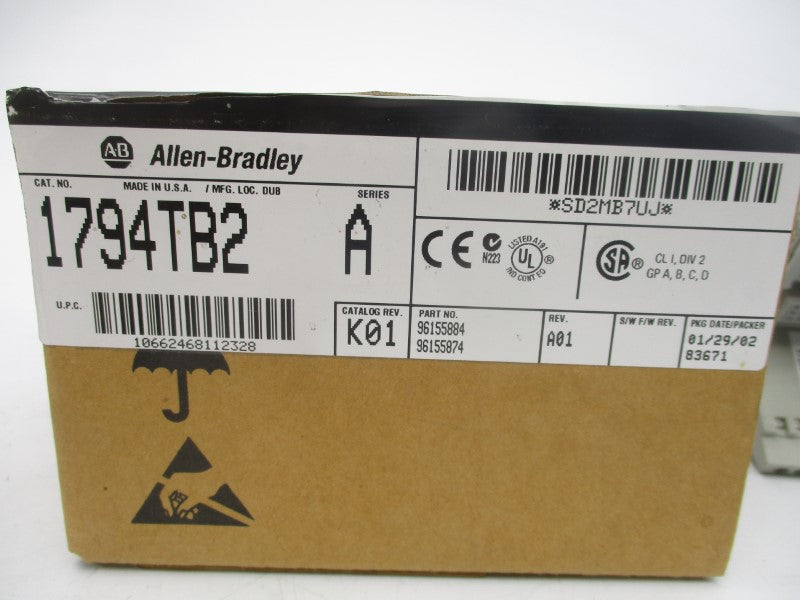 AB Allen-Bradley
CAT. NO. MADE IN U.S.A. / MFG. LOC. DUB SERIES
1794TB2 A
U.P.C.
10662468112328
*SD2MB7UJ*
CE N223 LISTED A181 UL ® IND CONT EQ
SA ® CL I, DIV 2
GP A, B, C, D
CATALOG REV.
K01
PART NO.
96155884
96155874
REV.
A01
S/W F/W REV.
PKG DATE/PACKER
01/29/02
83671